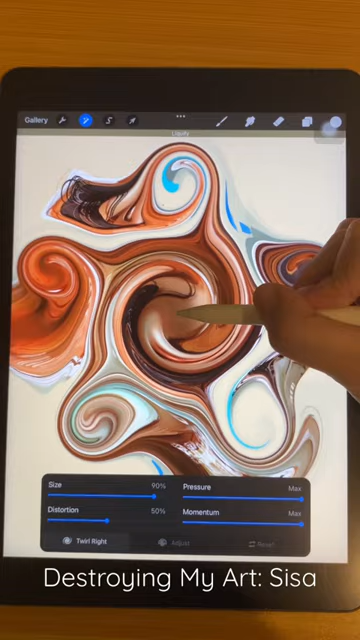 Gallery
Liquify
Size 90%
Pressure Max
Distortion 50%
Momentum Max
Twirl Right
Adjust
Reset
Destroying My Art: Sisa